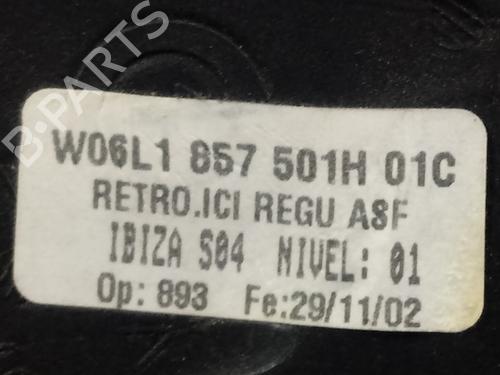 B-PARTS
W06L1 857 501H 01C
RETRO.ICI REGU ASF
IBIZA S04 NIVEL: 01
Op: 893 Fe:29/11/02